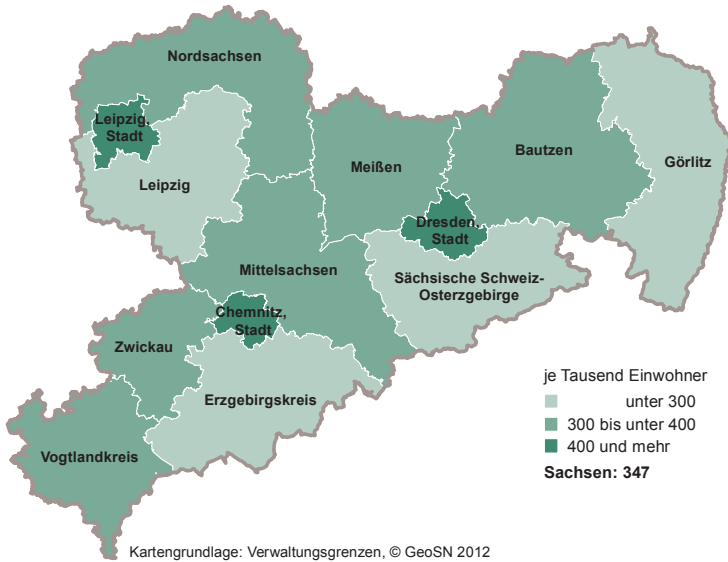 Nordsachsen
Leipzig,
Stadt
Leipzig
Meißen
Bautzen
Görlitz
Dresden,
Stadt
Mittelsachsen
Sächsische Schweiz-
Osterzgebirge
Chemnitz,
Stadt
Zwickau
Erzgebirgskreis
Vogtlandkreis
je Tausend Einwohner
unter 300
300 bis unter 400
400 und mehr
Sachsen: 347
Kartengrundlage: Verwaltungsgrenzen, © GeoSN 2012